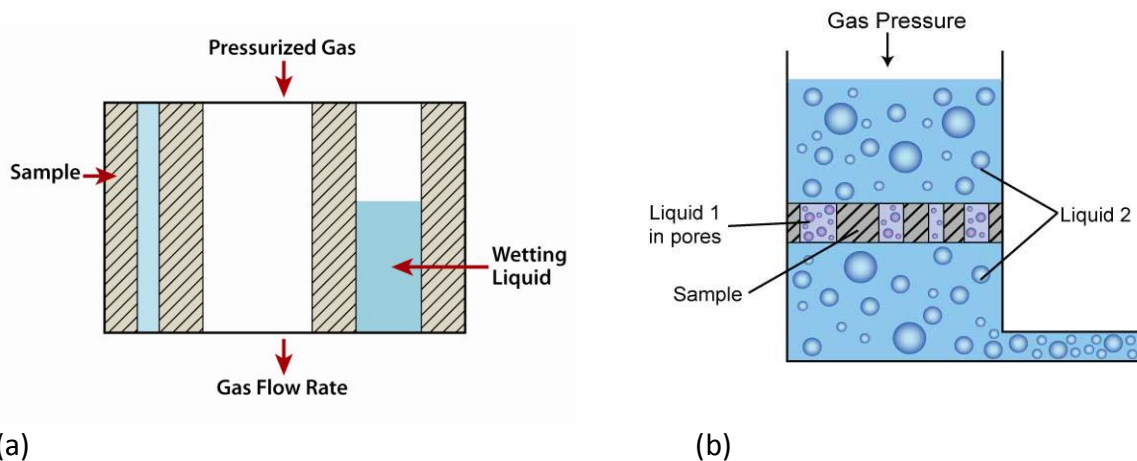 Pressurized Gas
Sample
Wetting
Liquid
Gas Flow Rate
(a)
Gas Pressure
Liquid 1
in pores
Liquid 2
Sample
(b)